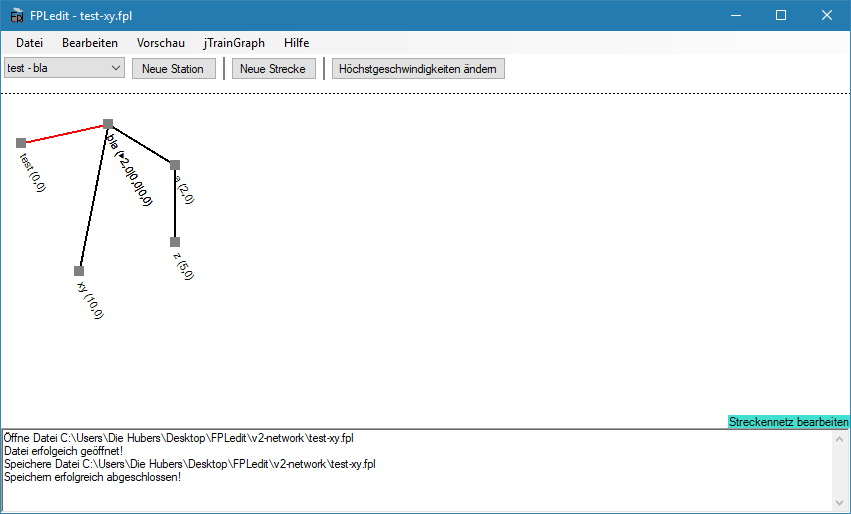 FPLedit - test-xy.fpl
Datei Bearbeiten Vorschau jTrainGraph Hilfe
test - bla Neue Station Neue Strecke Höchstgeschwindigkeiten ändern
test (0,0)
bla (▸2,0|0,0|0,0)
a (2,0)
z (5,0)
xy (10,0)
Streckennetz bearbeiten
Öffne Datei C:\Users\Die Hubers\Desktop\FPLedit\v2-network\test-xy.fpl
Datei erfolgeich geöffnet!
Speichere Datei C:\Users\Die Hubers\Desktop\FPLedit\v2-network\test-xy.fpl
Speichern erfolgreich abgeschlossen!